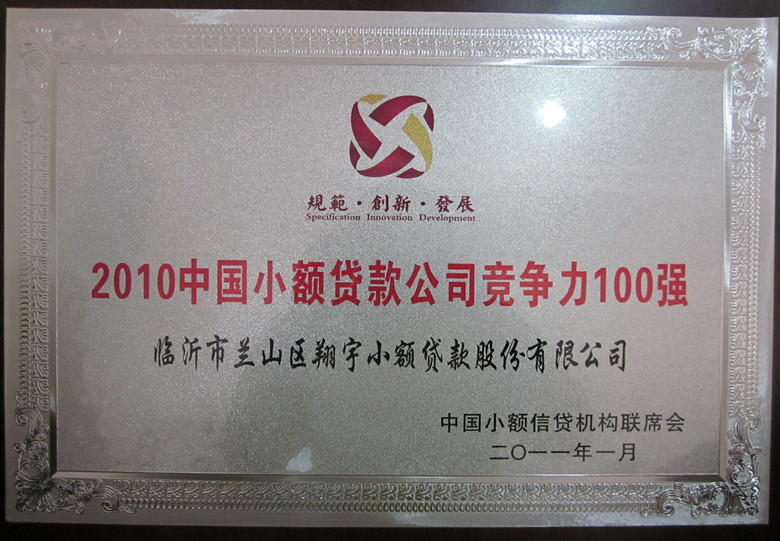 規範·創新·發展
Specification Innovation Development
2010中国小额贷款公司竞争力100强
临沂市兰山区翔宇小额贷款股份有限公司
中国小额信贷机构联席会
二〇一一年一月